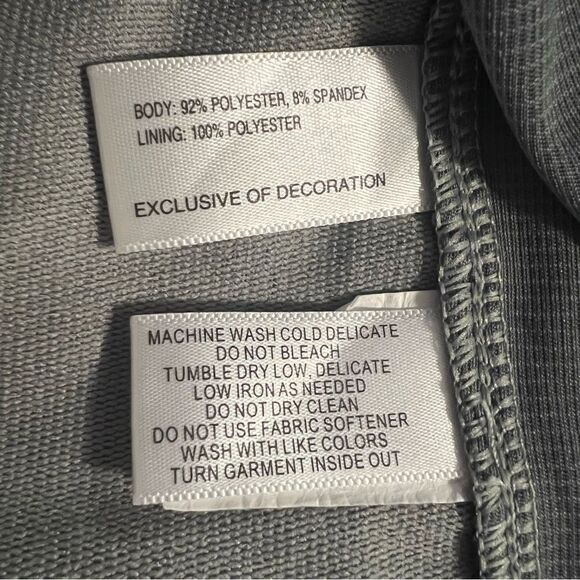 BODY: 92% POLYESTER, 8% SPANDEX
LINING: 100% POLYESTER
EXCLUSIVE OF DECORATION
MACHINE WASH COLD DELICATE
DO NOT BLEACH
TUMBLE DRY LOW, DELICATE
LOW IRON AS NEEDED
DO NOT DRY CLEAN
DO NOT USE FABRIC SOFTENER
WASH WITH LIKE COLORS
TURN GARMENT INSIDE OUT